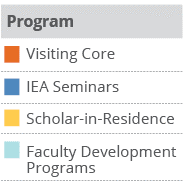 Program
Visiting Core
IEA Seminars
Scholar-in-Residence
Faculty Development
Programs